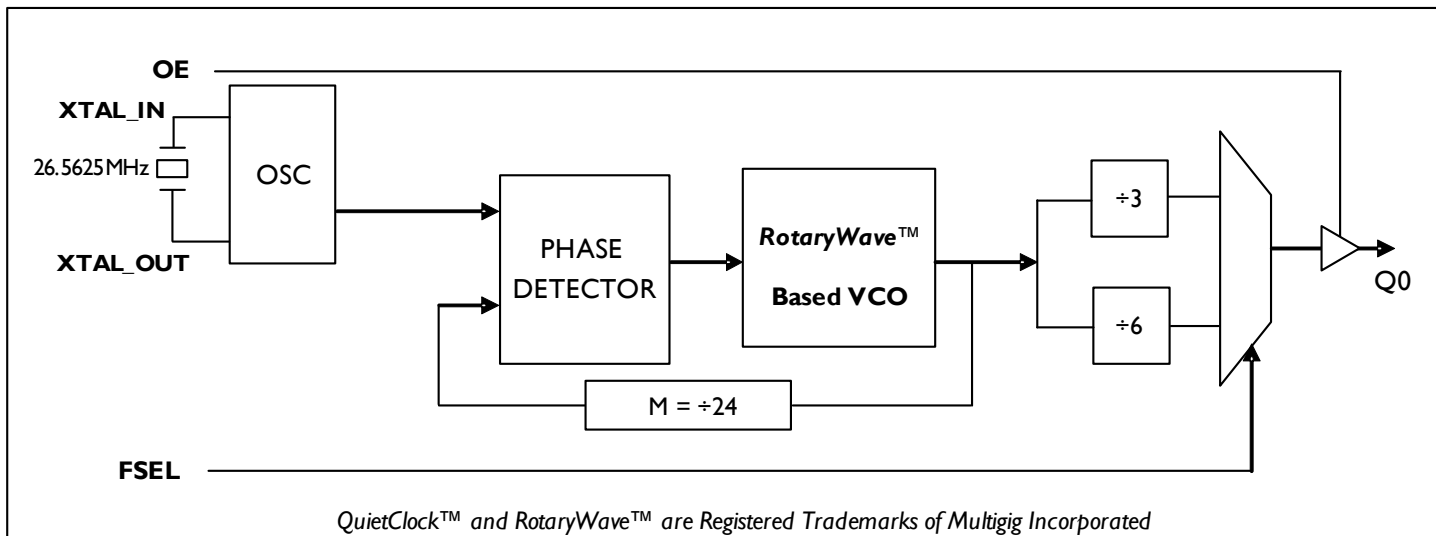 OE
XTAL_IN
26.5625MHz
XTAL_OUT
OSC
PHASE
DETECTOR
RotaryWave™
Based VCO
÷3
÷6
Q0
M = ÷24
FSEL
QuietClock™ and RotaryWave™ are Registered Trademarks of Multigig Incorporated